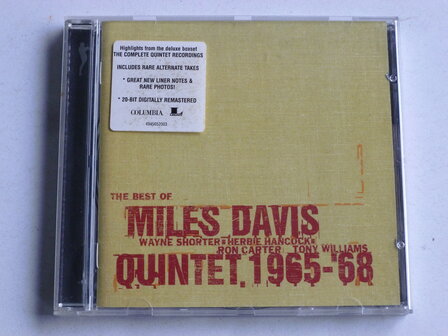 Highlights from the deluxe boxset
THE COMPLETE QUINTET RECORDINGS
INCLUDES RARE ALTERNATE TAKES
* GREAT NEW LINER NOTES &
RARE PHOTOS!
* 20-BIT DIGITALLY REMASTERED
COLUMBIA
THE BEST OF
MILES DAVIS
WAYNE SHORTER HERBIE HANCOCK
RON CARTER TONY WILLIAMS
QUINTET, 1965-'68